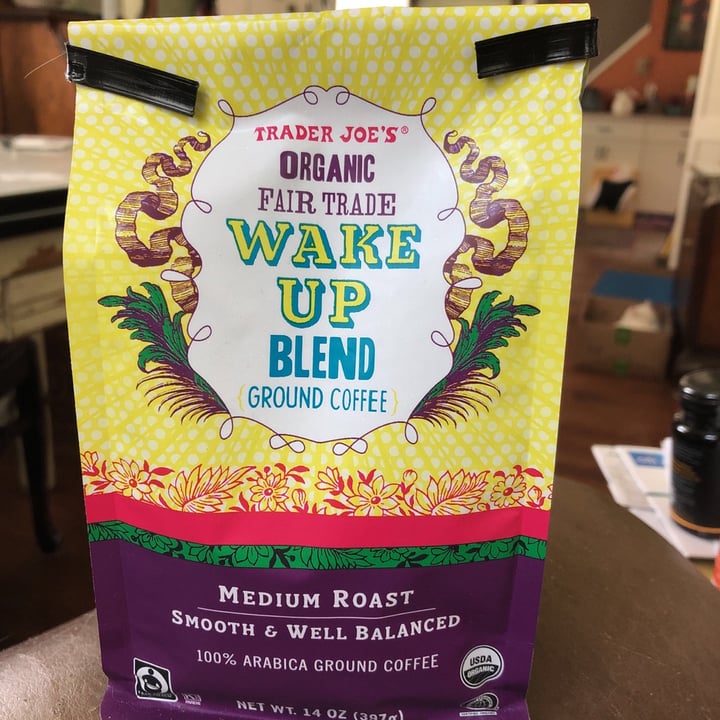 TRADER JOE'S®
ORGANIC
FAIR TRADE
WAKE
UP
BLEND
{GROUND COFFEE}
MEDIUM ROAST
SMOOTH & WELL BALANCED
100% ARABICA GROUND COFFEE
USDA
ORGANIC
NET WT. 14 OZ (397g)